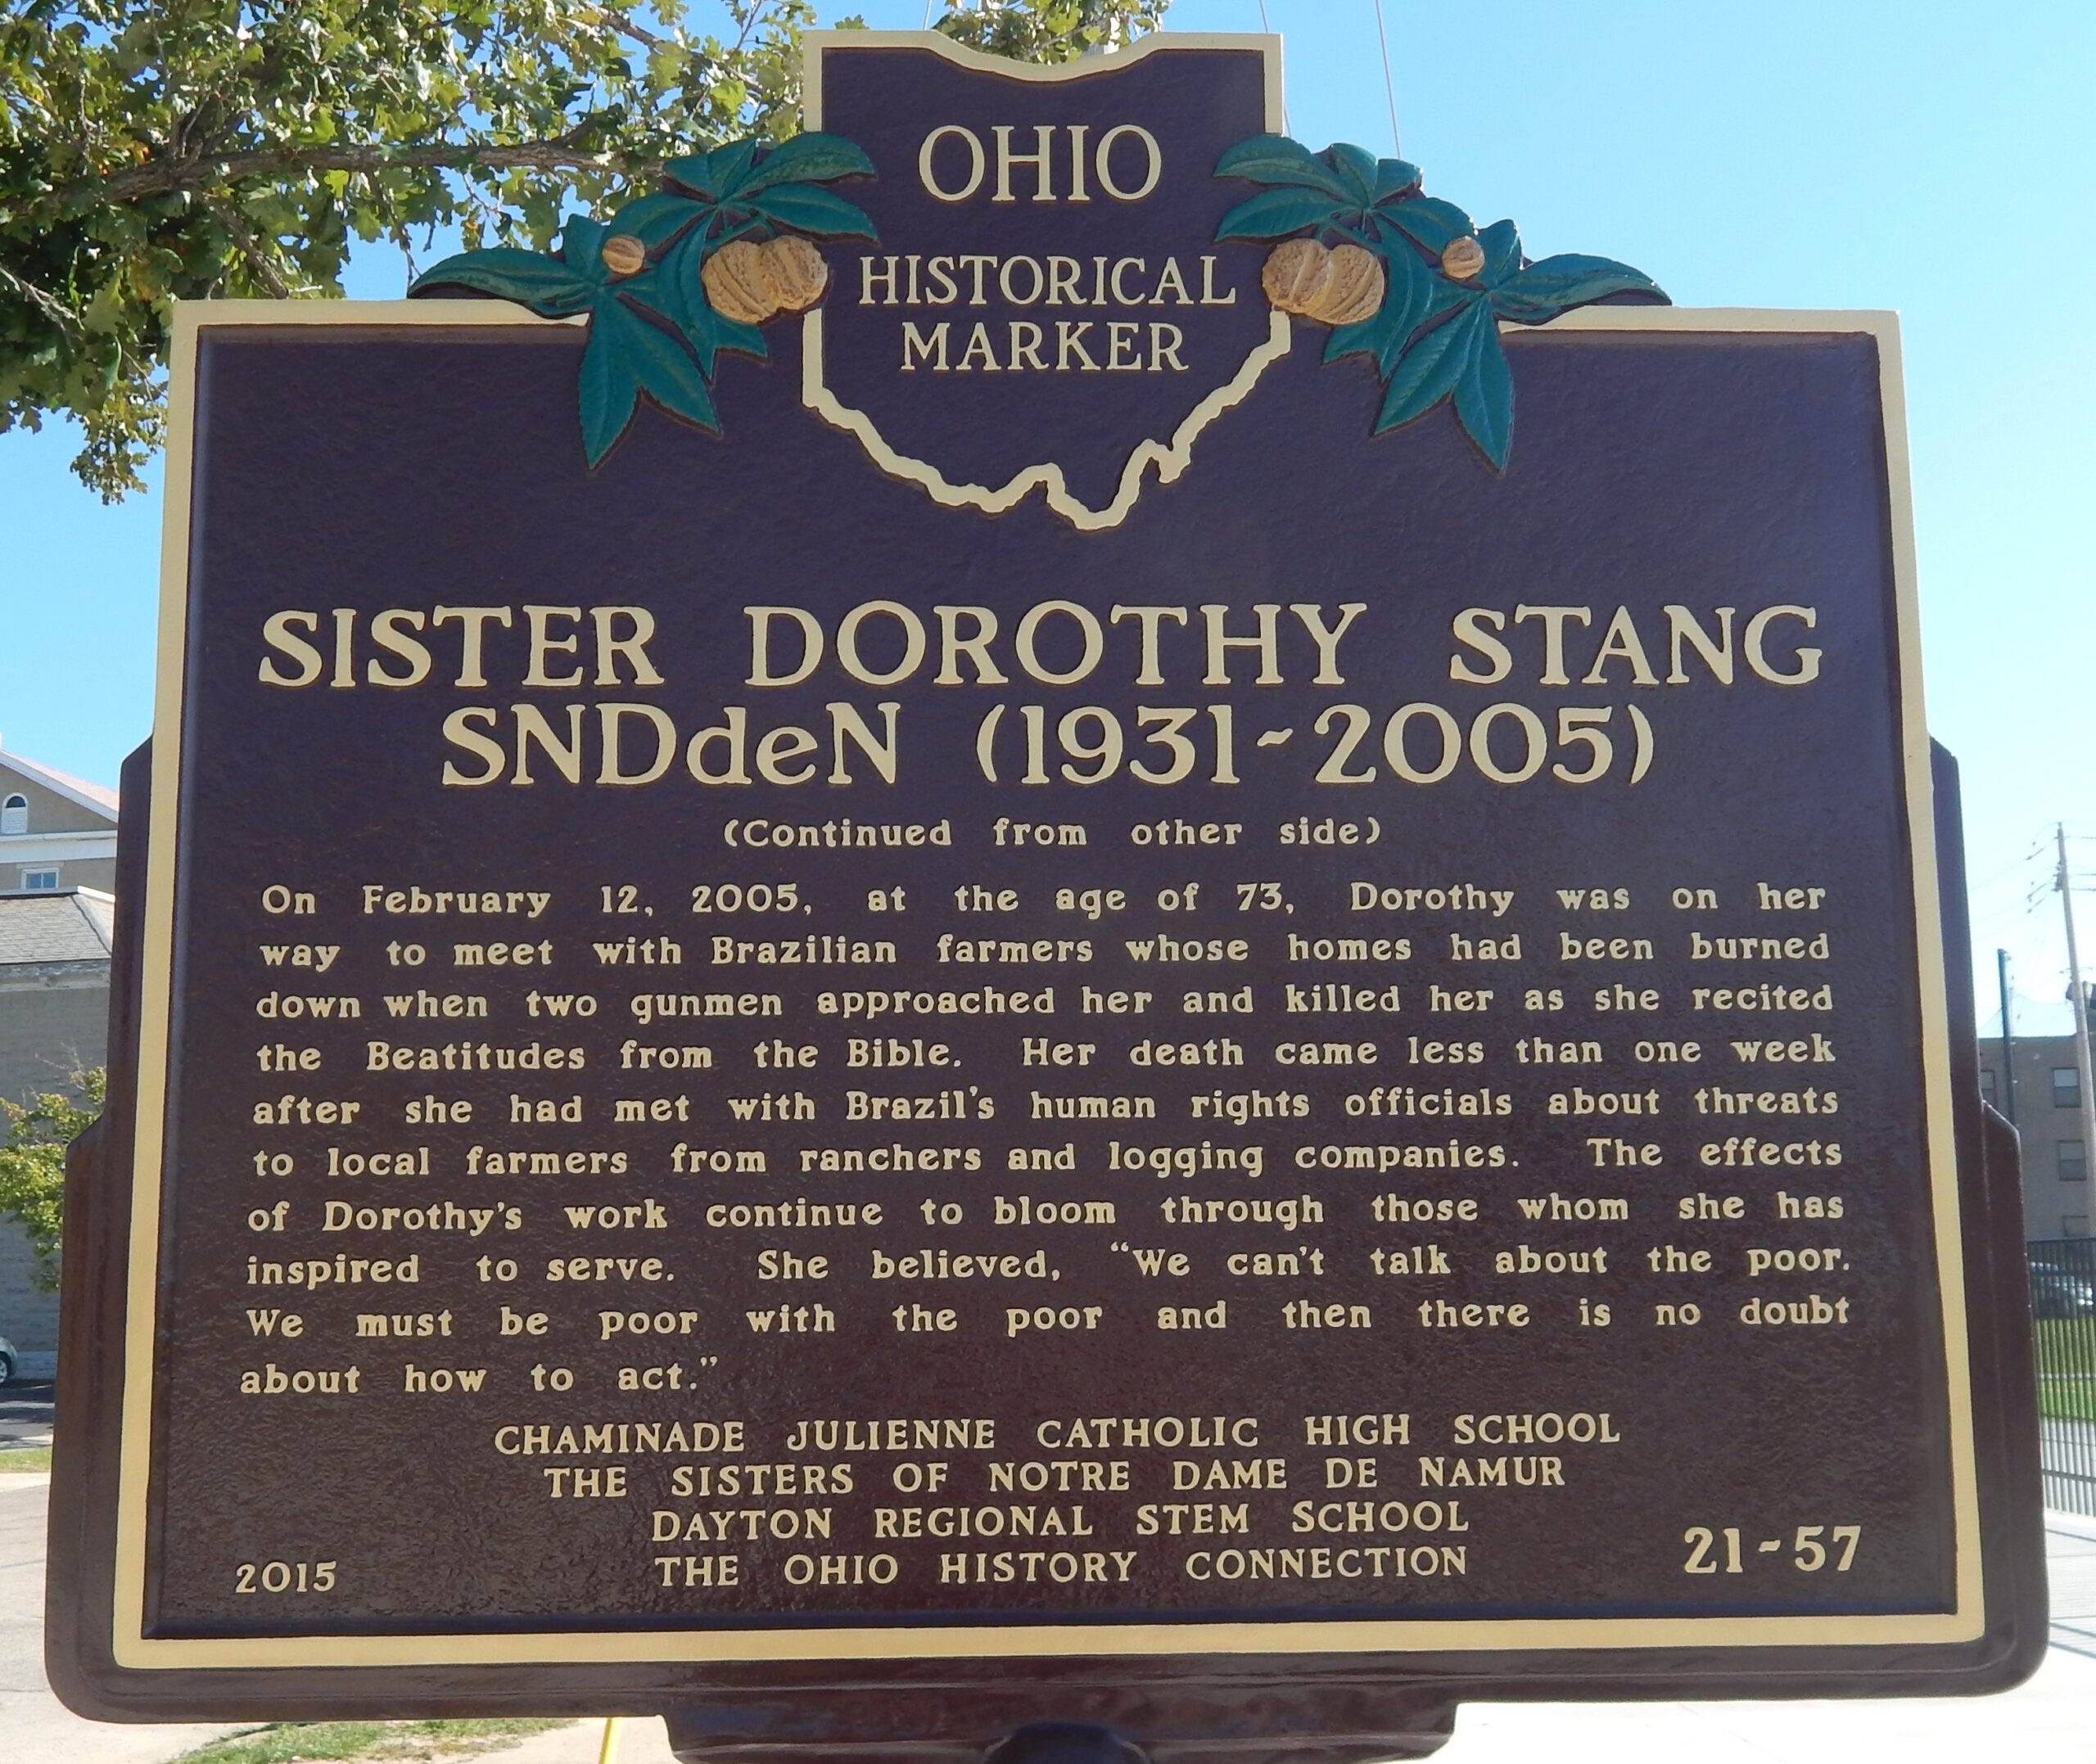 OHIO
HISTORICAL
MARKER
SISTER DOROTHY STANG
SNDdeN (1931-2005)
(Continued from other side)
On February 12, 2005, at the age of 73, Dorothy was on her
way to meet with Brazilian farmers whose homes had been burned
down when two gunmen approached her and killed her as she recited
the Beatitudes from the Bible. Her death came less than one week
after she had met with Brazil's human rights officials about threats
to local farmers from ranchers and logging companies. The effects
of Dorothy's work continue to bloom through those whom she has
inspired to serve. She believed, “We can't talk about the poor.
We must be poor with the poor and then there is no doubt
about how to act.”
CHAMINADE JULIENNE CATHOLIC HIGH SCHOOL
THE SISTERS OF NOTRE DAME DE NAMUR
DAYTON REGIONAL STEM SCHOOL
THE OHIO HISTORY CONNECTION
2015
21-57